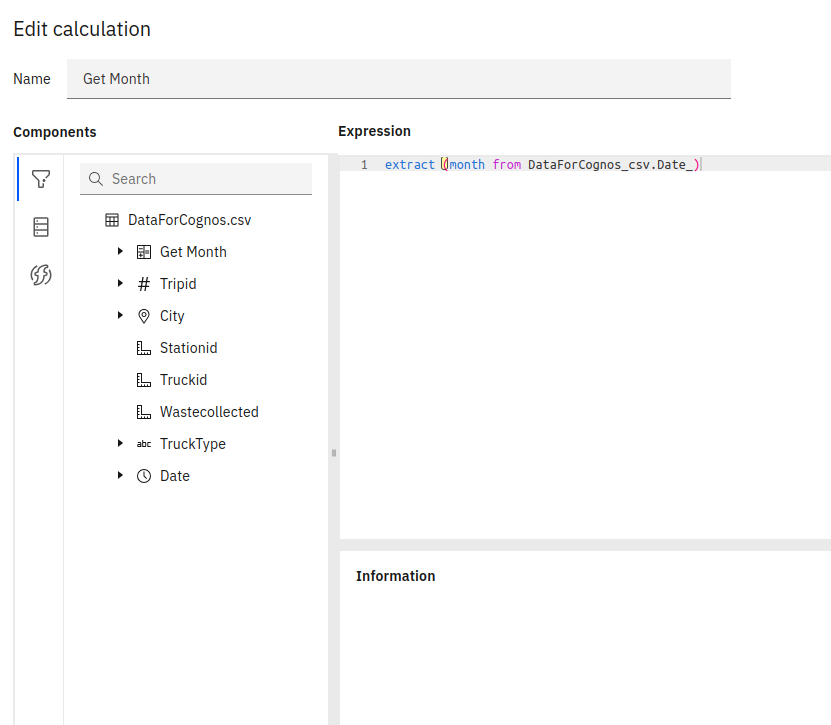 Edit calculation
Name Get Month
Components
Expression
Search
DataForCognos.csv
Get Month
Tripid
City
Stationid
Truckid
Wastecollected
abc TruckType
Date
1 extract (month from DataForCognos_csv.Date_)
Information